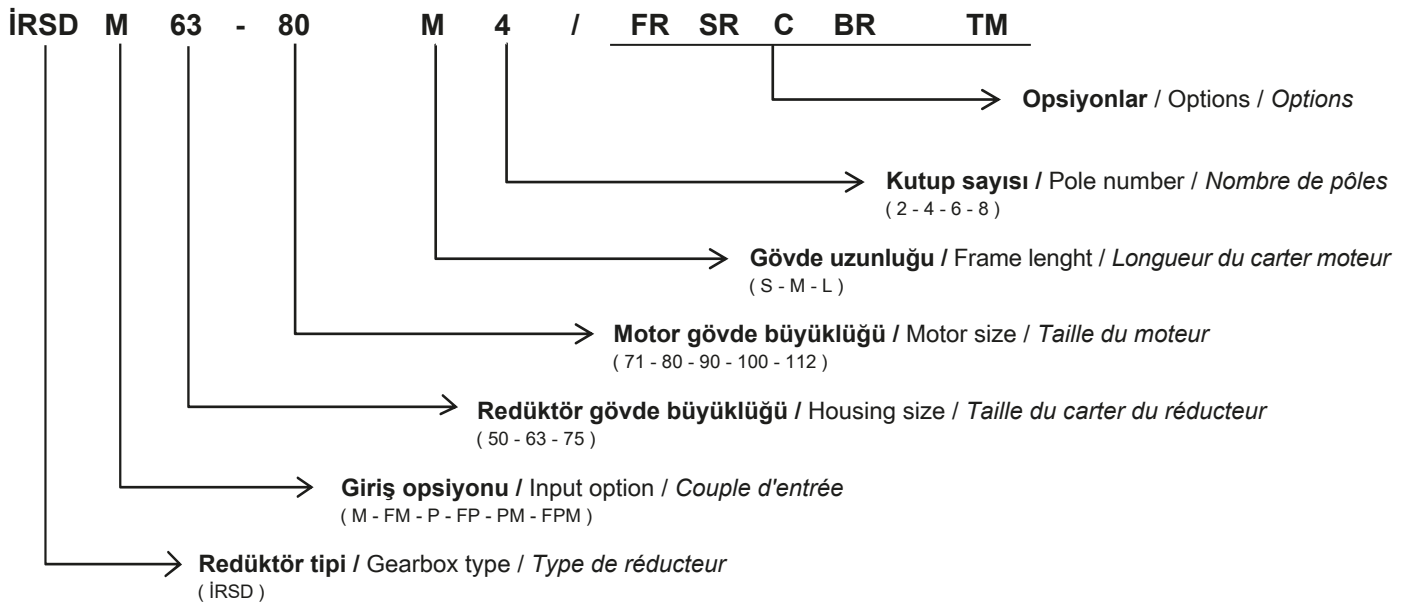 İRSD M 63 - 80 M 4 / FR SR C BR TM
Opsiyonlar / Options / Options
Kutup sayısı / Pole number / Nombre de pôles
( 2 - 4 - 6 - 8 )
Gövde uzunluğu / Frame lenght / Longueur du carter moteur
( S - M - L )
Motor gövde büyüklüğü / Motor size / Taille du moteur
( 71 - 80 - 90 - 100 - 112 )
Redüktör gövde büyüklüğü / Housing size / Taille du carter du réducteur
( 50 - 63 - 75 )
Giriş opsiyonu / Input option / Couple d'entrée
( M - FM - P - FP - PM - FPM )
Redüktör tipi / Gearbox type / Type de réducteur
( İRSD )